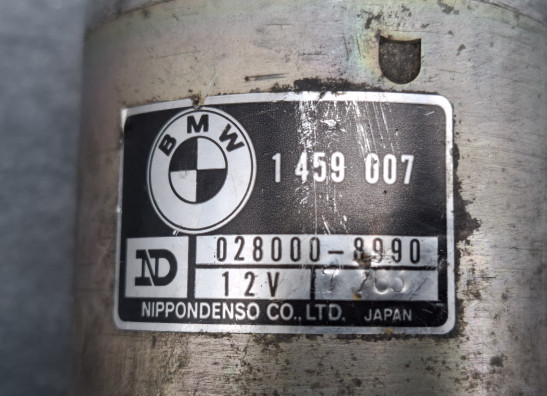 BMW
1 459 007
ND
028000-8990
12V
NIPPONDENSO CO., LTD. JAPAN